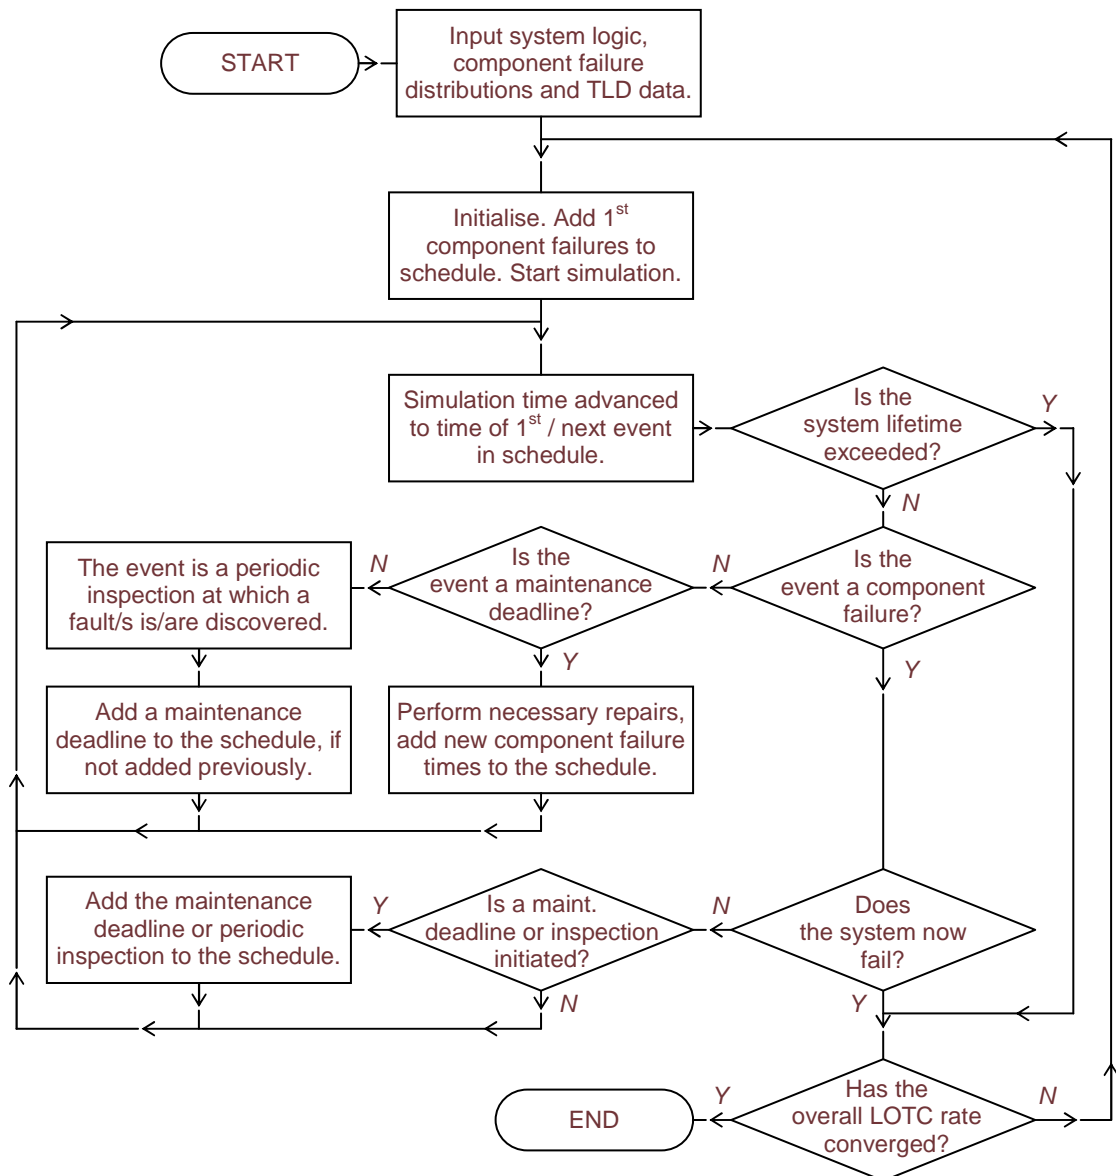 START
Input system logic,
component failure
distributions and TLD data.
Initialise. Add 1st
component failures to
schedule. Start simulation.
Simulation time advanced
to time of 1st / next event
in schedule.
Is the
system lifetime
exceeded?
Y
N
Is the
event a component
failure?
N
Y
Is the
event a maintenance
deadline?
N
Y
The event is a periodic
inspection at which a
fault/s is/are discovered.
Add a maintenance
deadline to the schedule, if
not added previously.
Perform necessary repairs,
add new component failure
times to the schedule.
Does
the system now
fail?
N
Y
Is a maint.
deadline or inspection
initiated?
Y
N
Add the maintenance
deadline or periodic
inspection to the schedule.
Has the
overall LOTC rate
converged?
Y
N
END